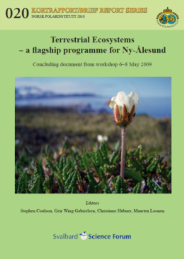 020 KORTRAPPORT/BRIEF REPORT SERIES
NORSK POLARINSTITUTT 2010
Terrestrial Ecosystems
– a flagship programme for Ny-Ålesund
Concluding document from workshop 6–9 May 2009
Editors
Stephen Coulson, Geir Wing Gabrielsen, Christiane Hübner, Maarten Loonen
Svalbard Science Forum